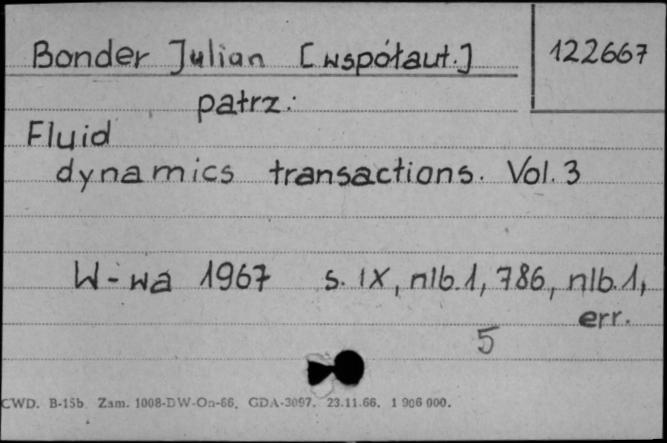 Bonder Julian [współaut.] 122667
patrz:
Fluid
dynamics transactions. Vol. 3
W-wa 1967 s. IX, nlb. 1, 786, nlb. 1,
err.
5
CWD. B-15b Zam. 1008-DW-On-66. GDA-3097. 23.11.66. 1 906 000.